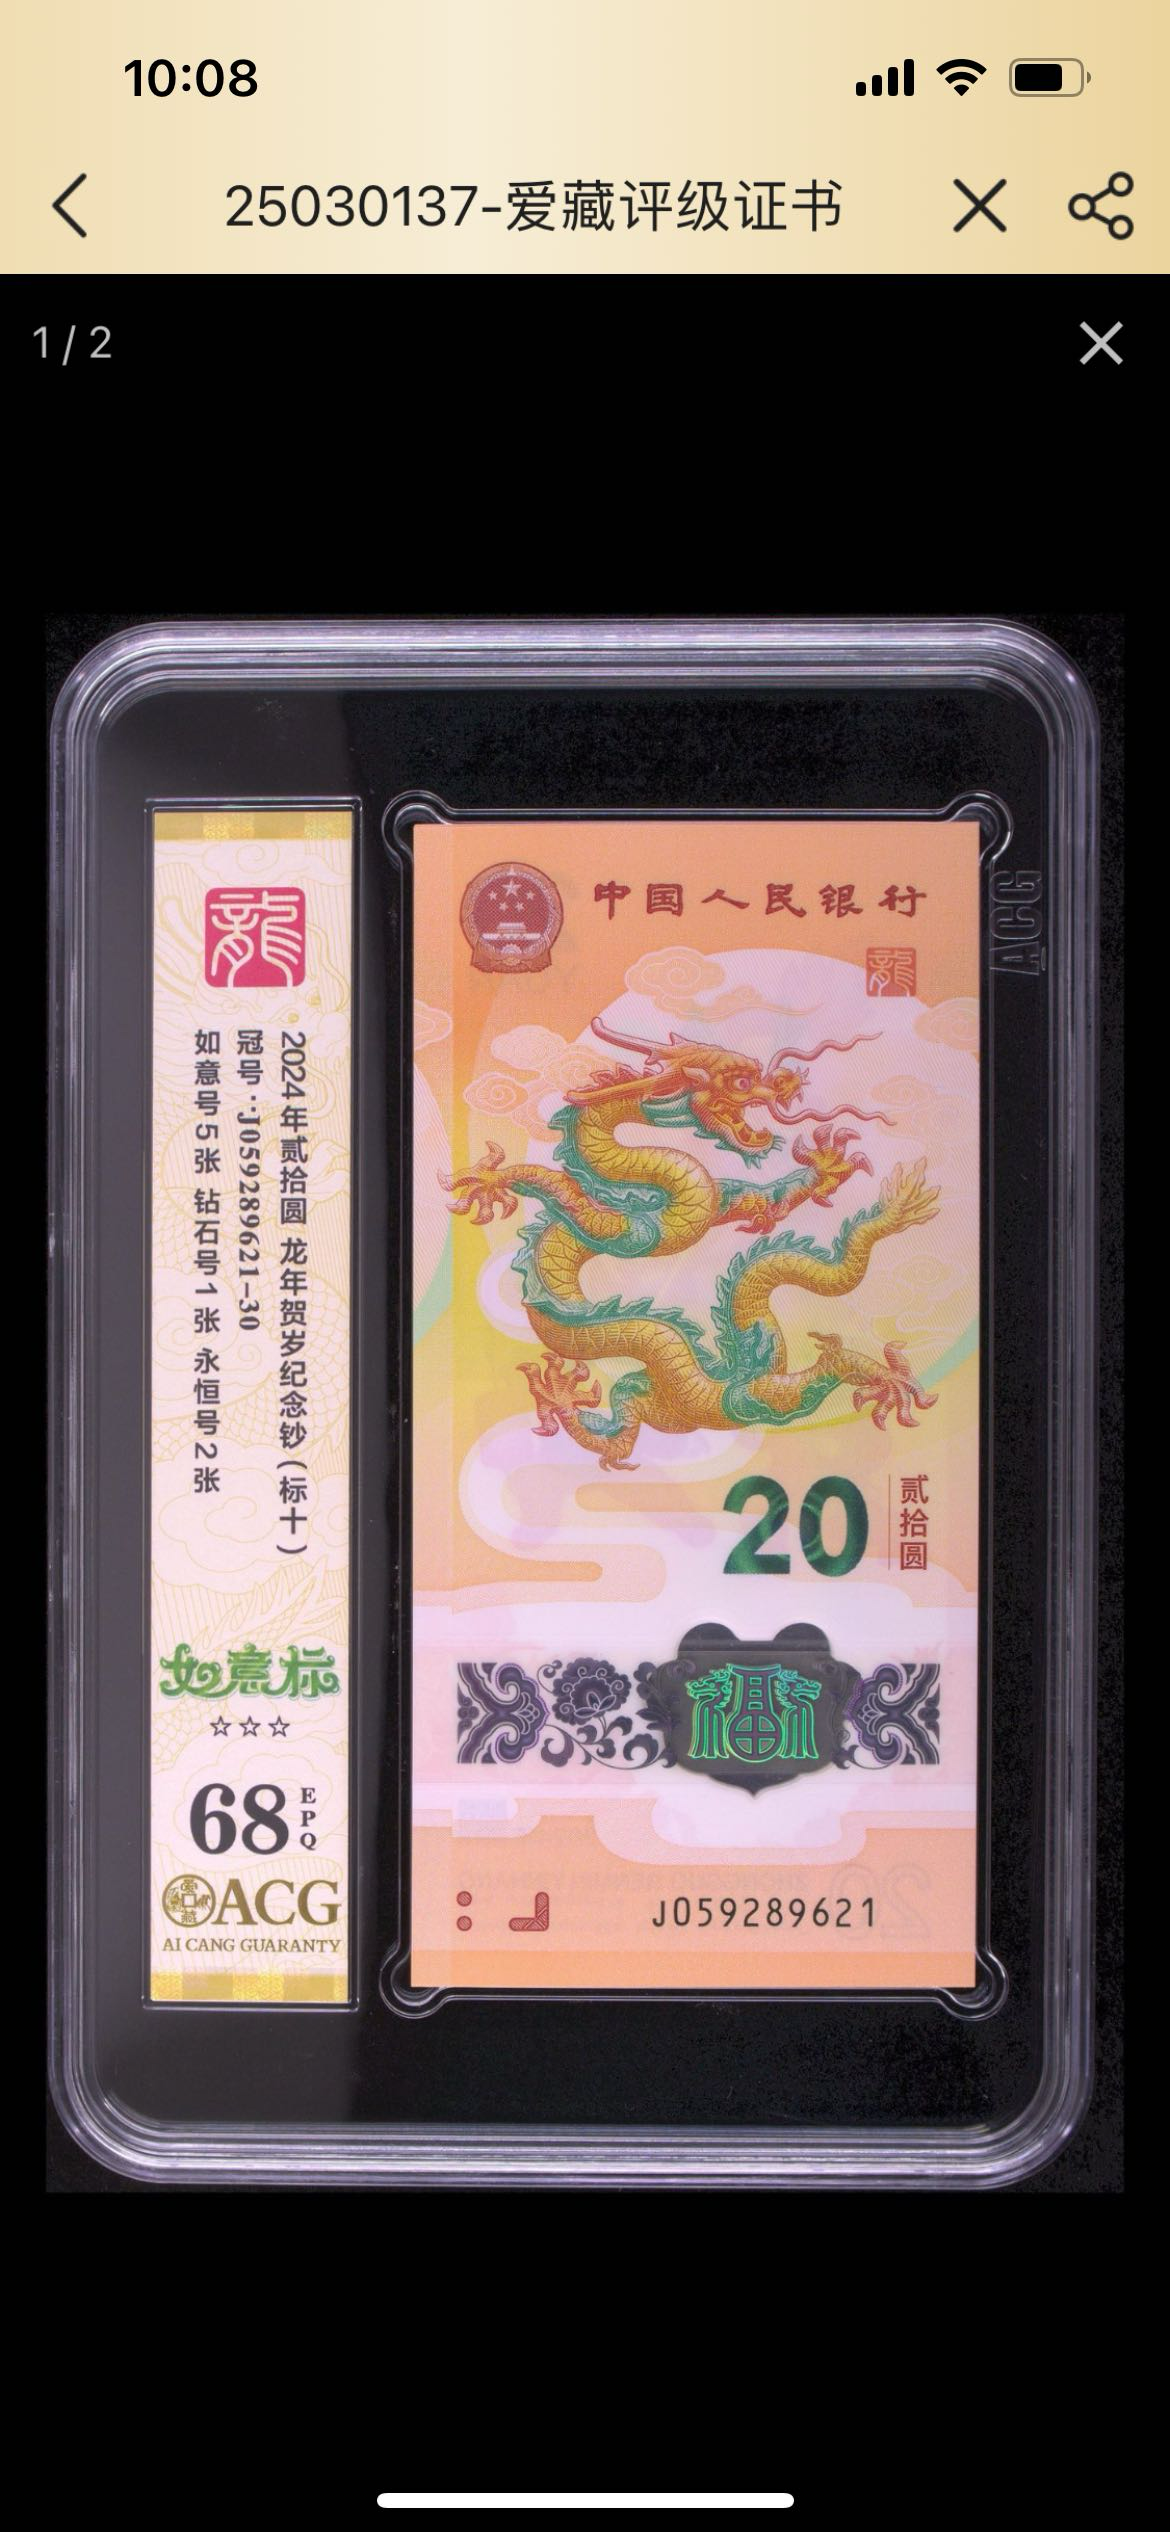 10:08
25030137-爱藏评级证书
1 / 2
龍
2024年贰拾圆 龙年贺岁纪念钞(标十)
冠号:J059289621-30
如意号5张 钻石号1张 永恒号2张
如意标
☆☆☆
68 EPQ
ACG
AI CANG GUARANTY
中国人民银行
龍
20
贰拾圆
J059289621
ACG